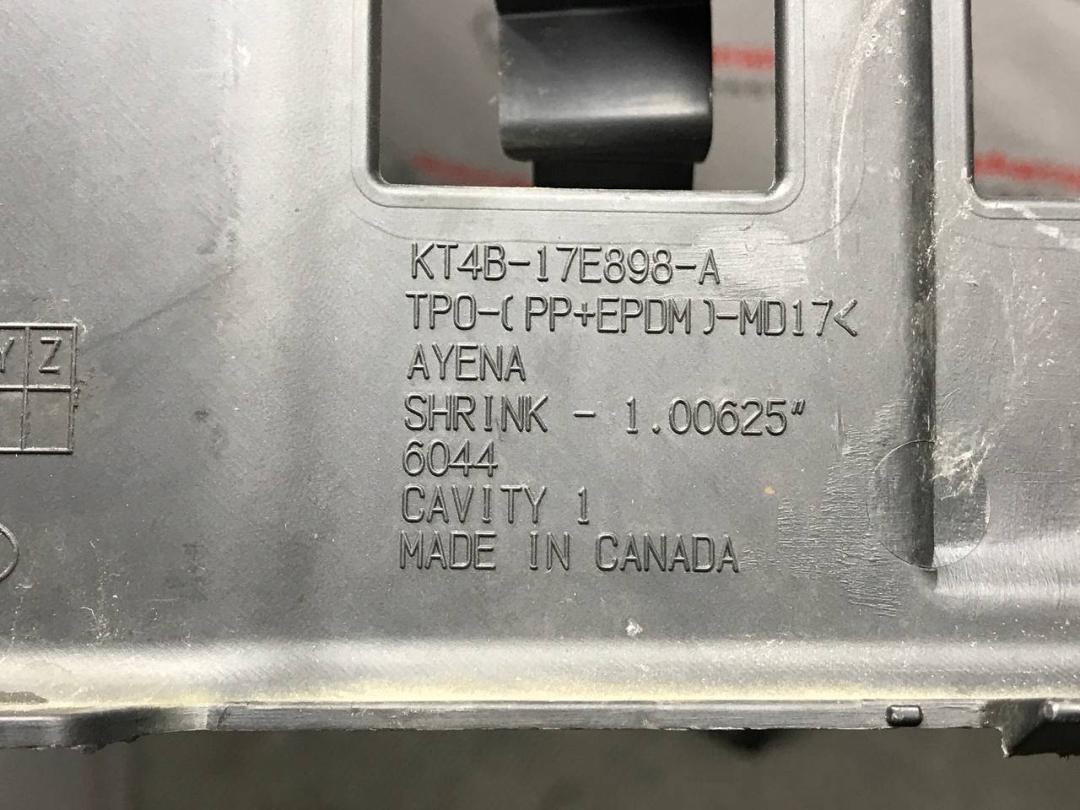 KT4B-17E898-A
TPO-(PP+EPDM)-MD17<
AYENA
SHRINK - 1.00625"
6044
CAVITY 1
MADE IN CANADA
Y Z